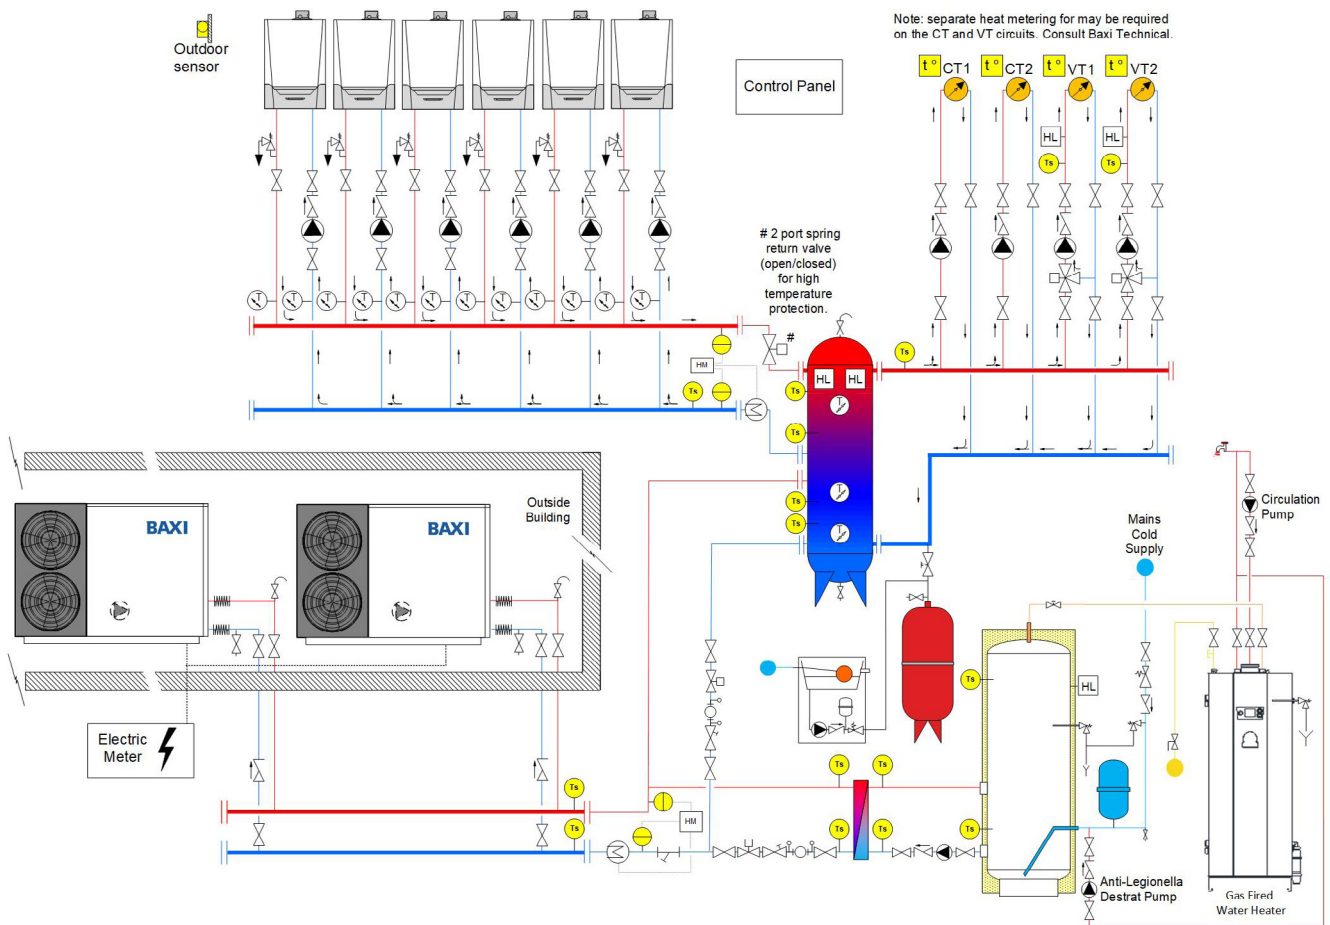 Note: separate heat metering for may be required
on the CT and VT circuits. Consult Baxi Technical.
Outdoor
sensor
Control Panel
t° CT1
t° CT2
t° VT1
t° VT2
HL
HL
Ts
Ts
# 2 port spring
return valve
(open/closed)
for high
temperature
protection.
T
T
T
T
T
T
T
T
T
T
T
#
HM
Ts
Ts
HL
HL
Ts
T
Ts
T
Ts
Ts
T
Outside
Building
BAXI
BAXI
Circulation
Pump
Mains
Cold
Supply
Electric
Meter
Ts
Ts
HM
Ts
Ts
Ts
Ts
Ts
Ts
HL
Anti-Legionella
Destrat Pump
Gas Fired
Water Heater